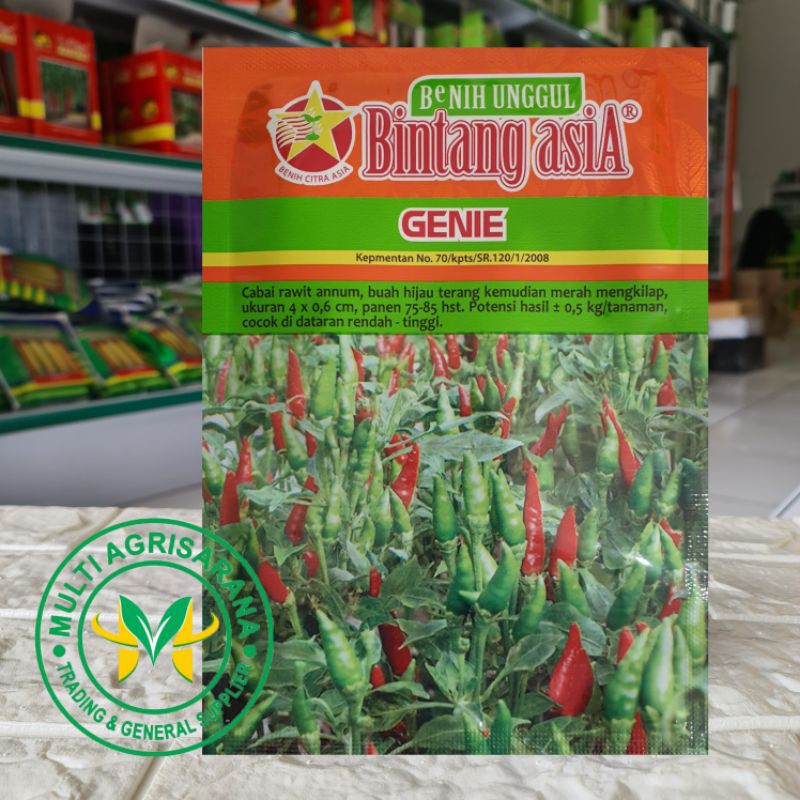 BeNIH UNGGUL
Bintang asiA®
BENIH CITRA ASIA
GENIE
Kepmentan No. 70/kpts/SR.120/1/2008
Cabai rawit annum, buah hijau terang kemudian merah mengkilap,
ukuran 4 x 0,6 cm, panen 75-85 hst. Potensi hasil ± 0,5 kg/tanaman,
cocok di dataran rendah - tinggi.
• MULTI AGRISARANA •
TRADING & GENERAL SUPPLIER